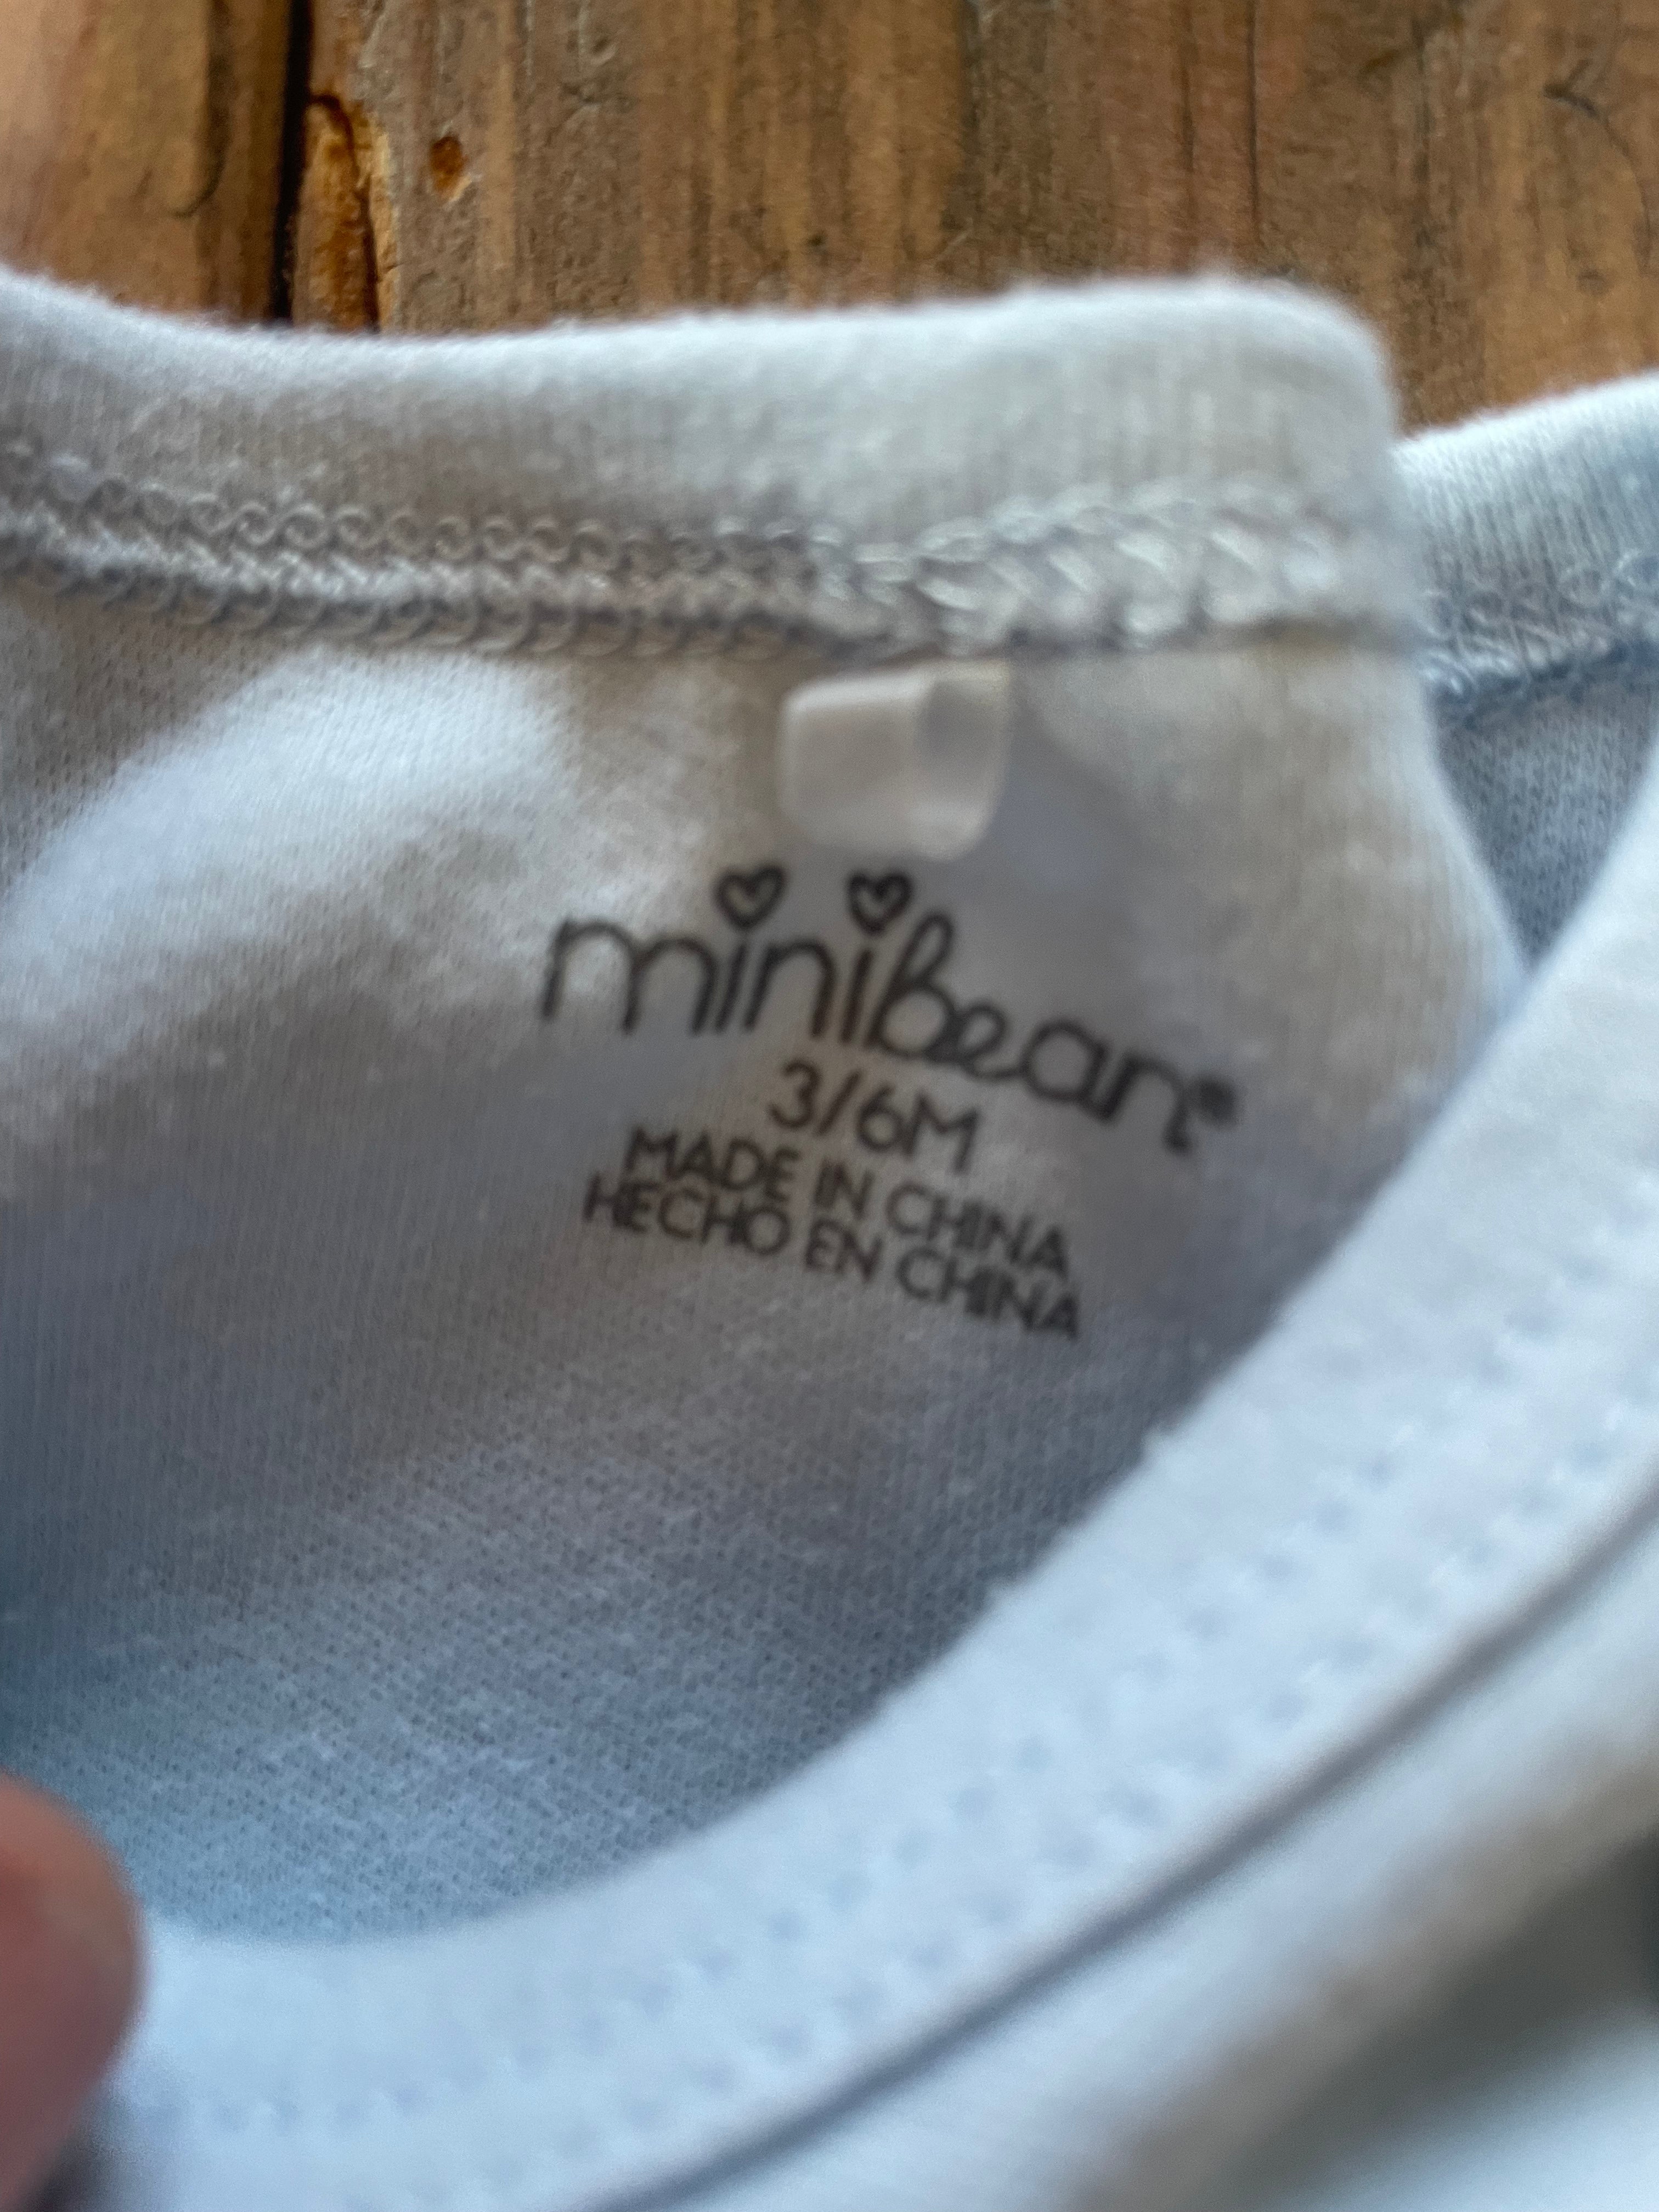 minibean
3/6M
MADE IN CHINA
HECHO EN CHINA